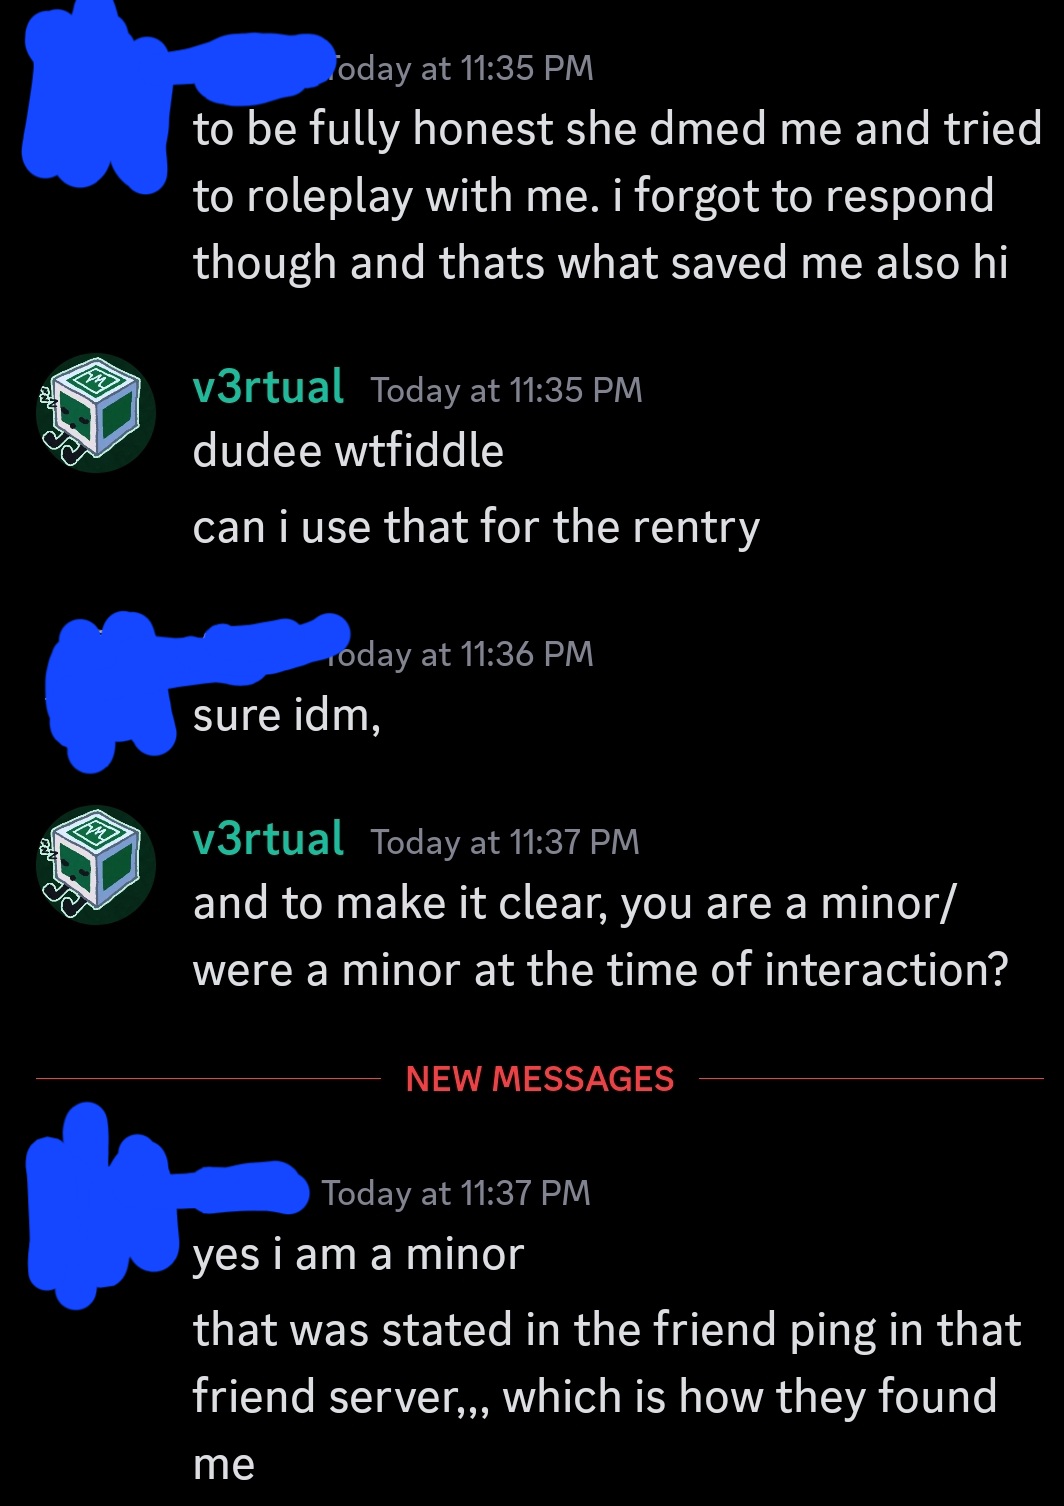 Today at 11:35 PM
to be fully honest she dmed me and tried
to roleplay with me. i forgot to respond
though and thats what saved me also hi
v3rtual Today at 11:35 PM
dudee wtfiddle
can i use that for the rentry
Today at 11:36 PM
sure idm,
v3rtual Today at 11:37 PM
and to make it clear, you are a minor/
were a minor at the time of interaction?
NEW MESSAGES
Today at 11:37 PM
yes i am a minor
that was stated in the friend ping in that
friend server,,, which is how they found
me